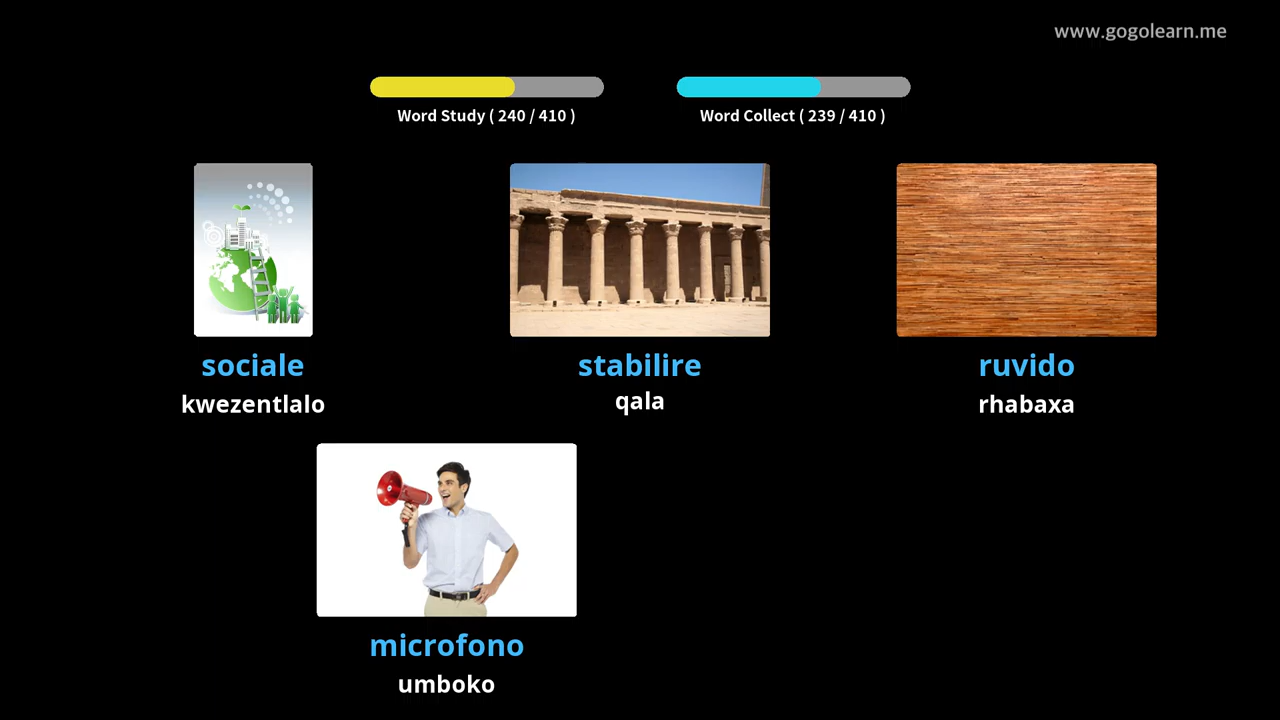 www.gogolearn.me
Word Study ( 240 / 410 )
Word Collect ( 239 / 410 )
sociale
kwezentlalo
stabilire
qala
ruvido
rhabaxa
microfono
umboko